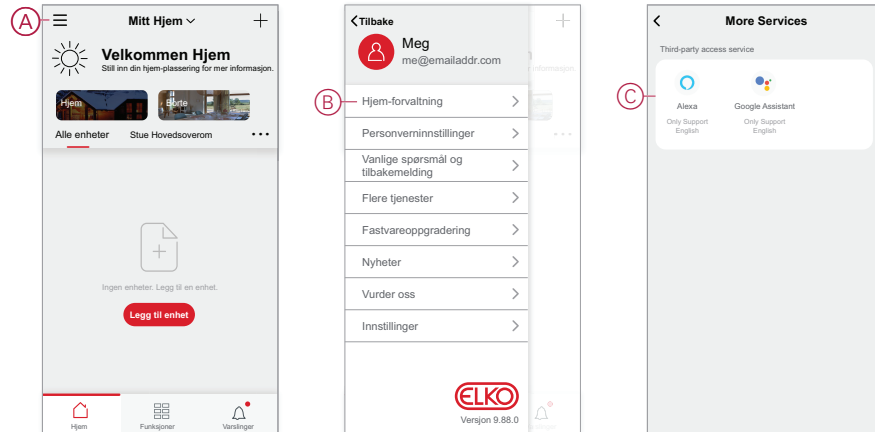 A
Mitt Hjem
Velkommen Hjem
Still inn din hjem-plassering for mer informasjon.
Hjem
Borte
Alle enheter
Stue Hovedsoverom
Ingen enheter. Legg til en enhet.
Legg til enhet
Hjem
Funksjoner
Varslinger
Tilbake
Meg
me@emailaddr.com
B
Hjem-forvaltning
Personverninnstillinger
Vanlige spørsmål og
tilbakemelding
Flere tjenester
Fastvareoppgradering
Nyheter
Vurder oss
Innstillinger
ELKO
Versjon 9.88.0
More Services
Third-party access service
C
Alexa
Google Assistant
Only Support
English
Only Support
English